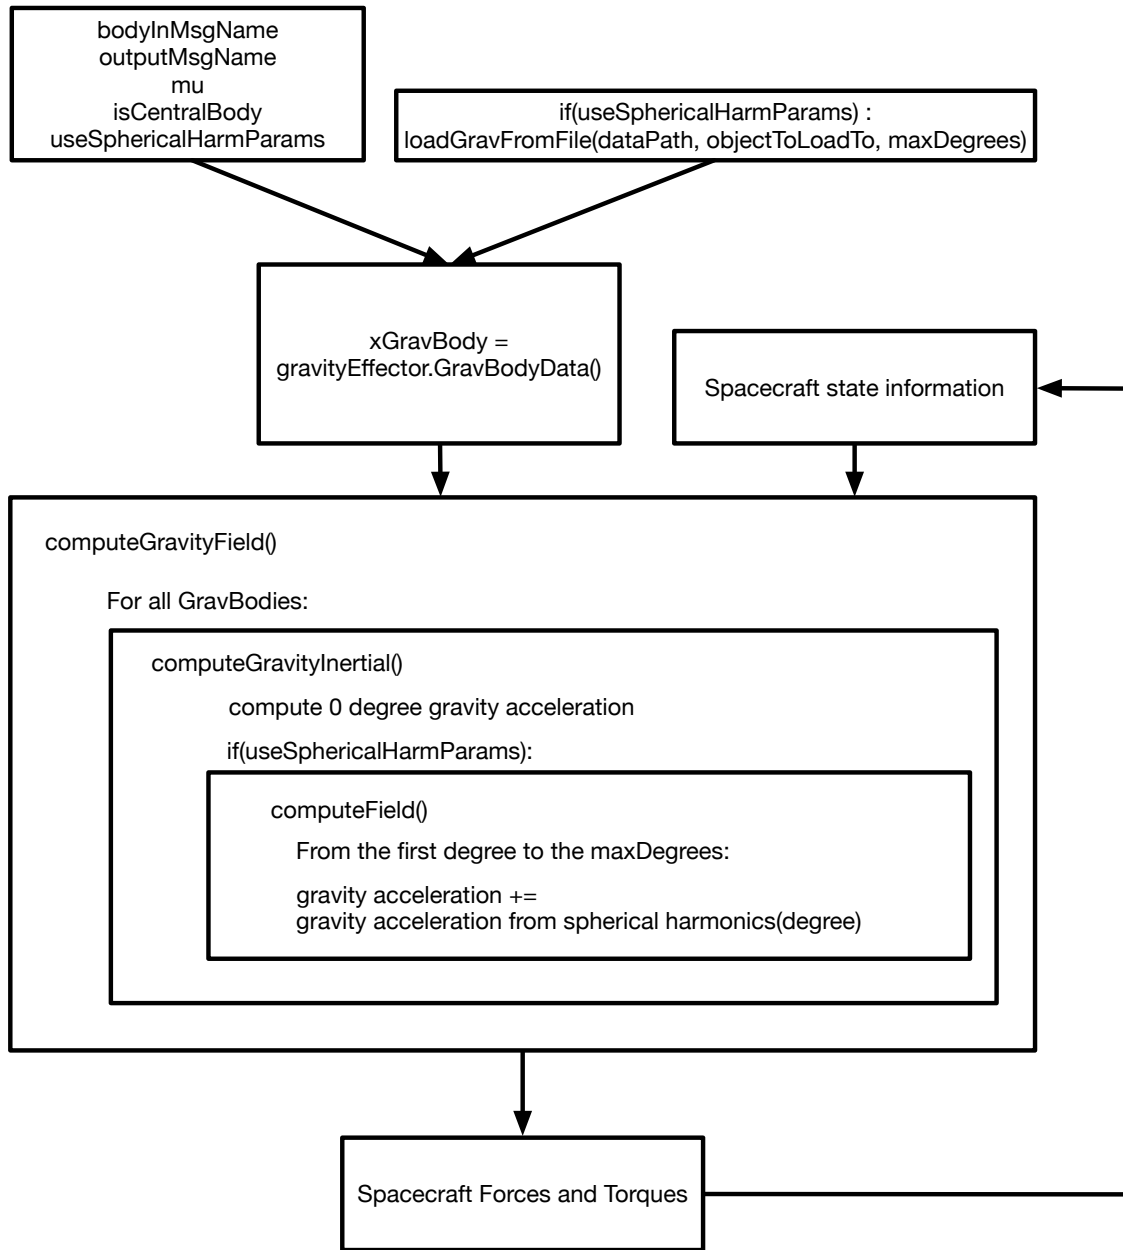 bodyInMsgName
outputMsgName
mu
isCentralBody
useSphericalHarmParams
if(useSphericalHarmParams) :
loadGravFromFile(dataPath, objectToLoadTo, maxDegrees)
xGravBody =
gravityEffector.GravBodyData()
Spacecraft state information
computeGravityField()
For all GravBodies:
computeGravityInertial()
compute 0 degree gravity acceleration
if(useSphericalHarmParams):
computeField()
From the first degree to the maxDegrees:
gravity acceleration +=
gravity acceleration from spherical harmonics(degree)
Spacecraft Forces and Torques